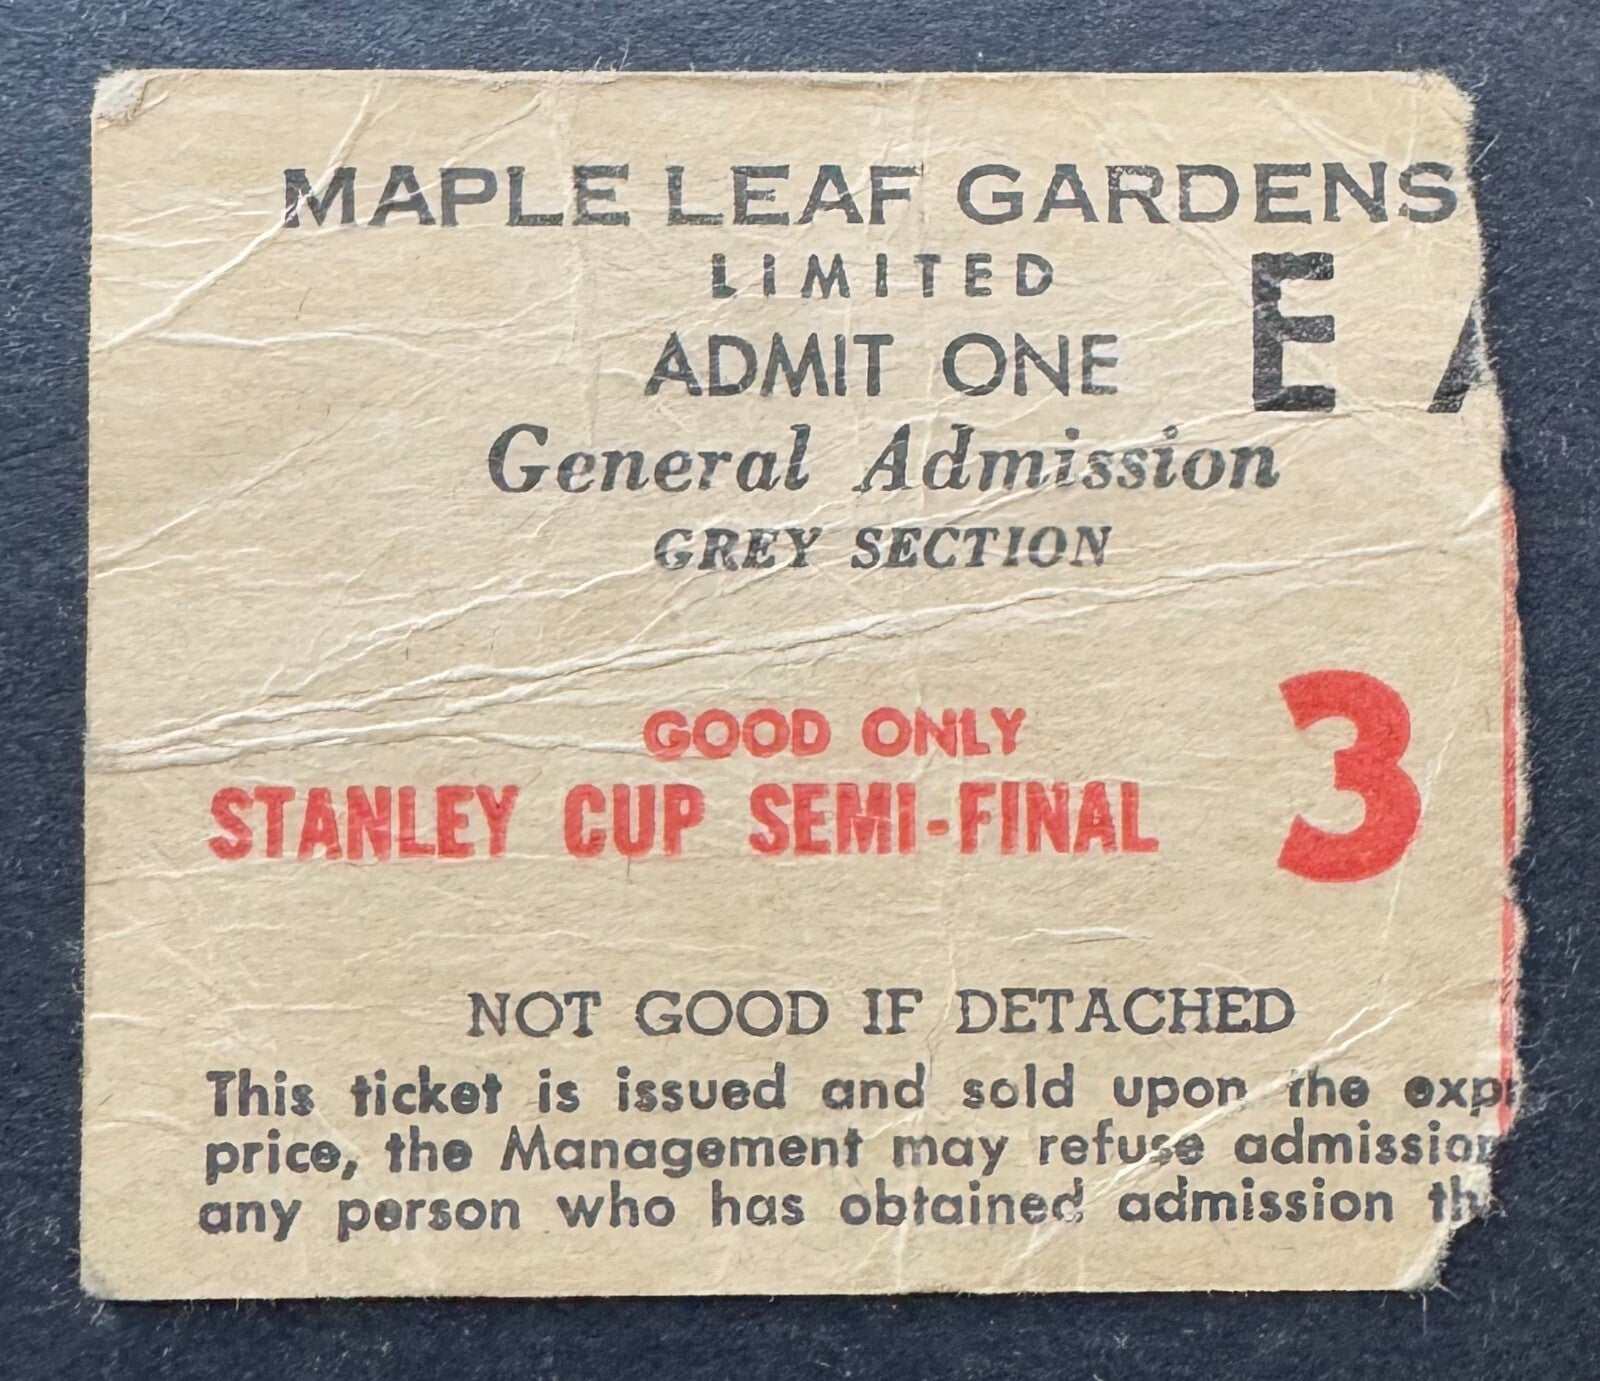 MAPLE LEAF GARDENS
LIMITED
ADMIT ONE
E
General Admission
GREY SECTION
GOOD ONLY
STANLEY CUP SEMI-FINAL
3
NOT GOOD IF DETACHED
This ticket is issued and sold upon the
price, the Management may refuse admission
any person who has obtained admission